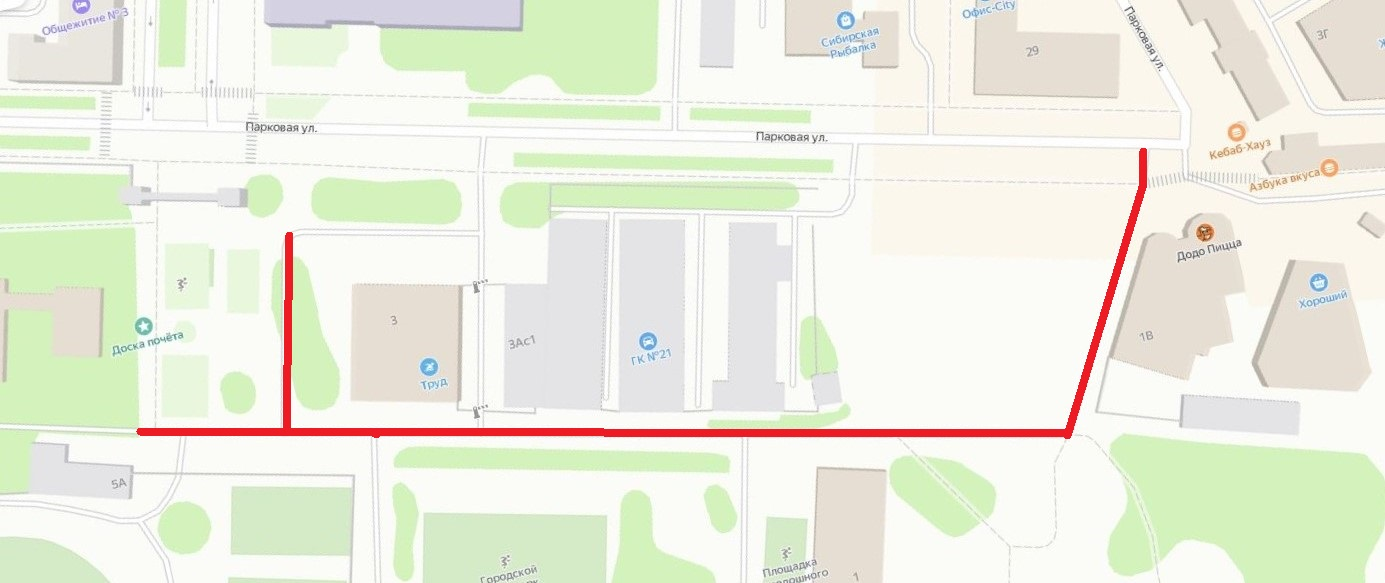 Общежитие № 3
Офис-City
Сибирская
Рыбалка
29
Парковая ул.
3Г
Парковая ул.
Парковая ул.
Кебаб-Хауз
Азбука вкуса
Додо Пицца
Хороший
Доска почёта
3
Труд
3Ас1
ГК №21
1В
5А
Городской
Площадка
1